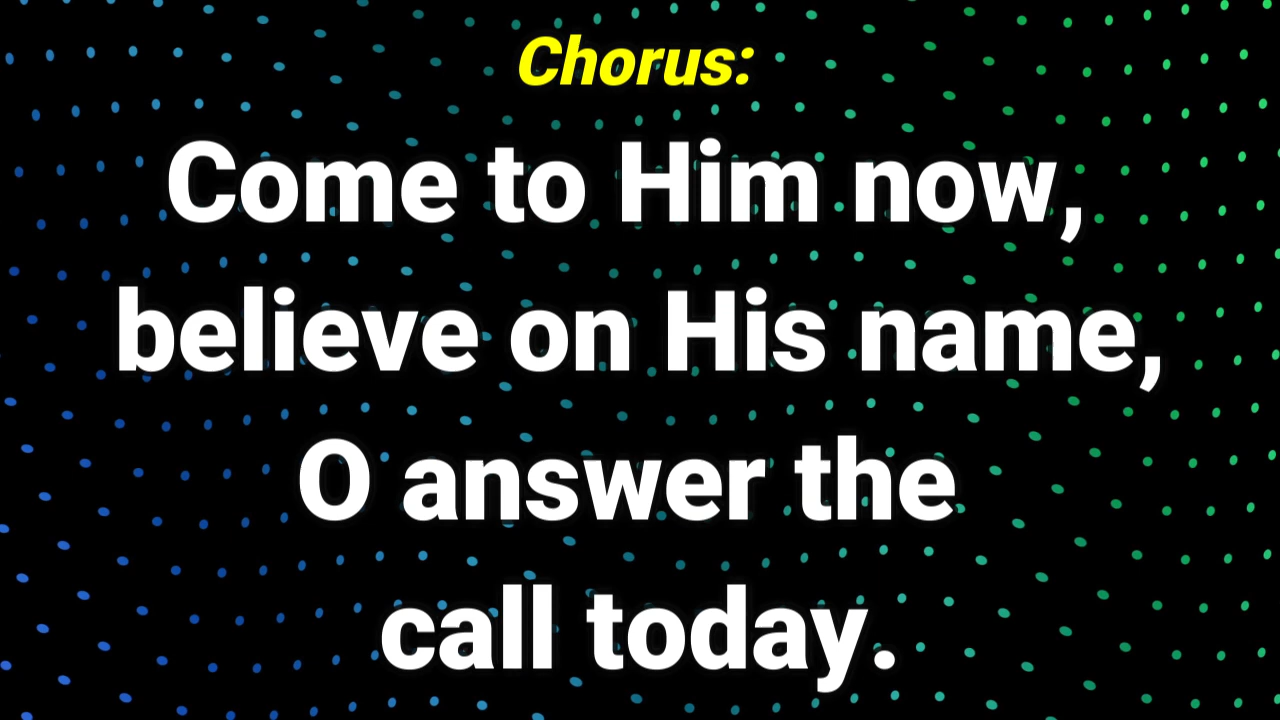 Chorus:
Come to Him now,
believe on His name,
O answer the
call today.